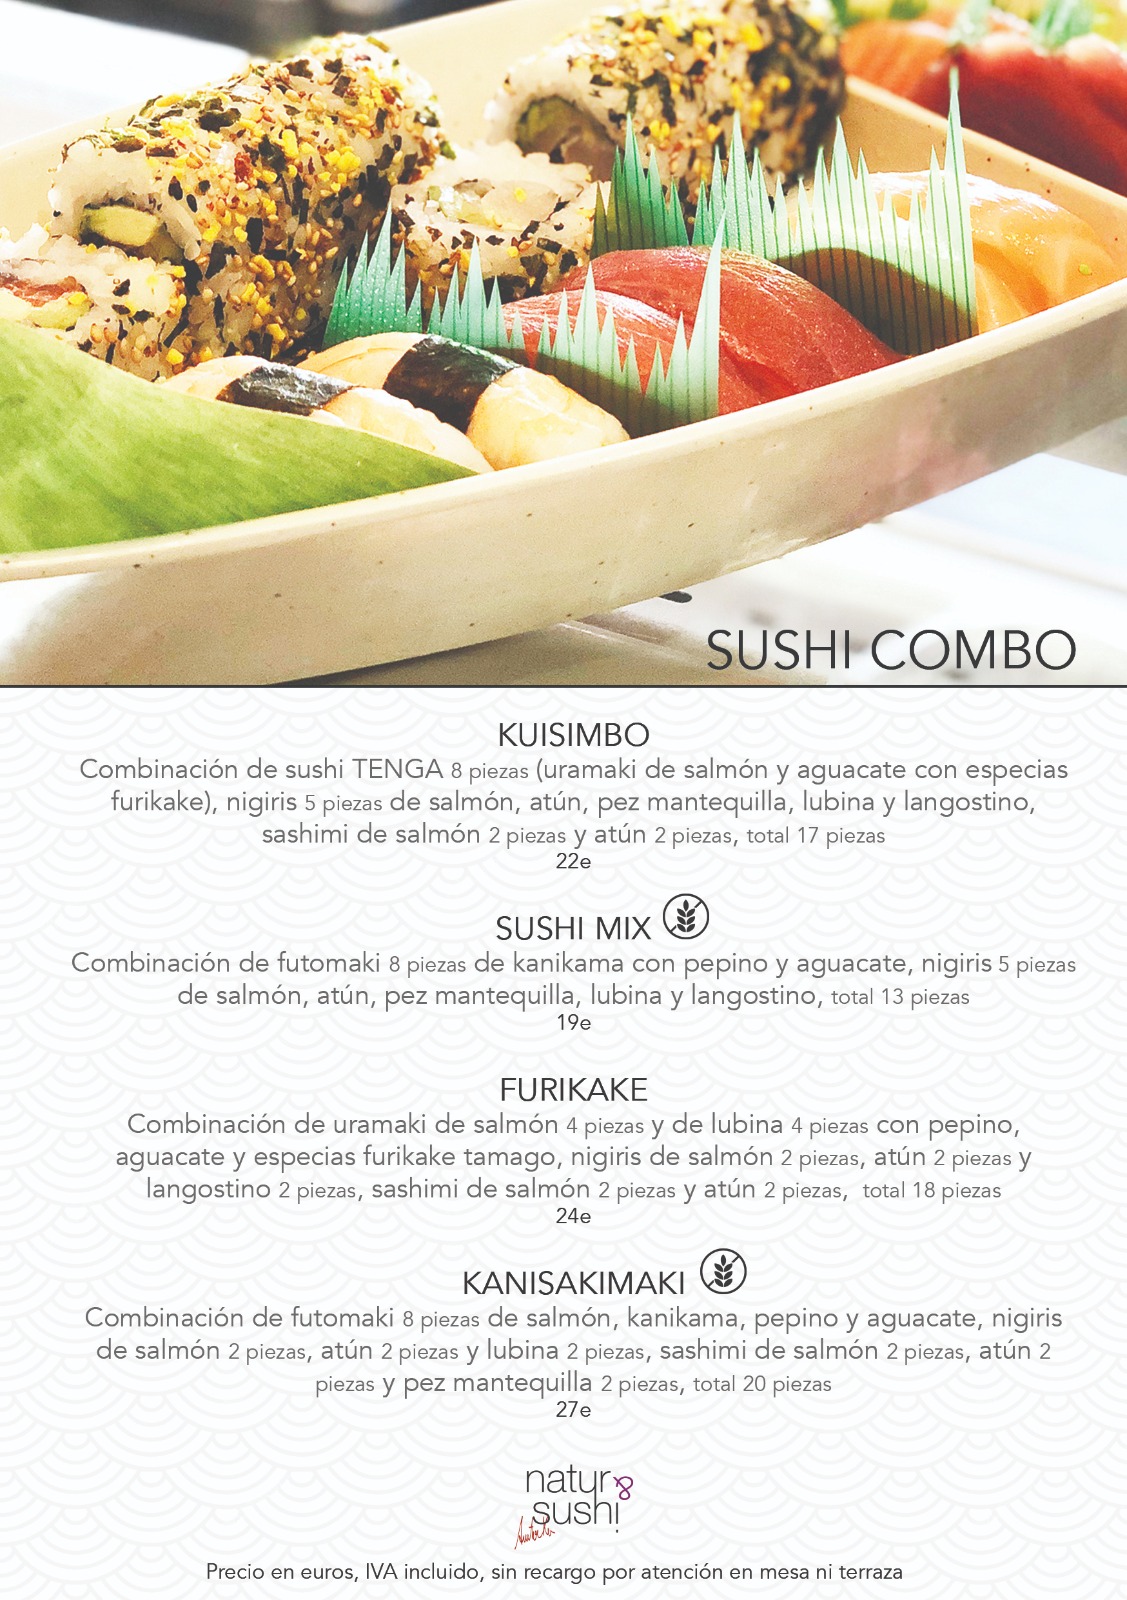 SUSHI COMBO
KUISIMBO
Combinación de sushi TENGA 8 piezas (uramaki de salmón y aguacate con especias
furikake), nigiris 5 piezas de salmón, atún, pez mantequilla, lubina y langostino,
sashimi de salmón 2 piezas y atún 2 piezas, total 17 piezas
22e
SUSHI MIX
Combinación de futomaki 8 piezas de kanikama con pepino y aguacate, nigiris 5 piezas
de salmón, atún, pez mantequilla, lubina y langostino, total 13 piezas
19e
FURIKAKE
Combinación de uramaki de salmón 4 piezas y de lubina 4 piezas con pepino,
aguacate y especias furikake tamago, nigiris de salmón 2 piezas, atún 2 piezas y
langostino 2 piezas, sashimi de salmón 2 piezas y atún 2 piezas,  total 18 piezas
24e
KANISAKIMAKI
Combinación de futomaki 8 piezas de salmón, kanikama, pepino y aguacate, nigiris
de salmón 2 piezas, atún 2 piezas y lubina 2 piezas, sashimi de salmón 2 piezas, atún 2
piezas y pez mantequilla 2 piezas, total 20 piezas
27e
natur
sushi
Precio en euros, IVA incluido, sin recargo por atención en mesa ni terraza